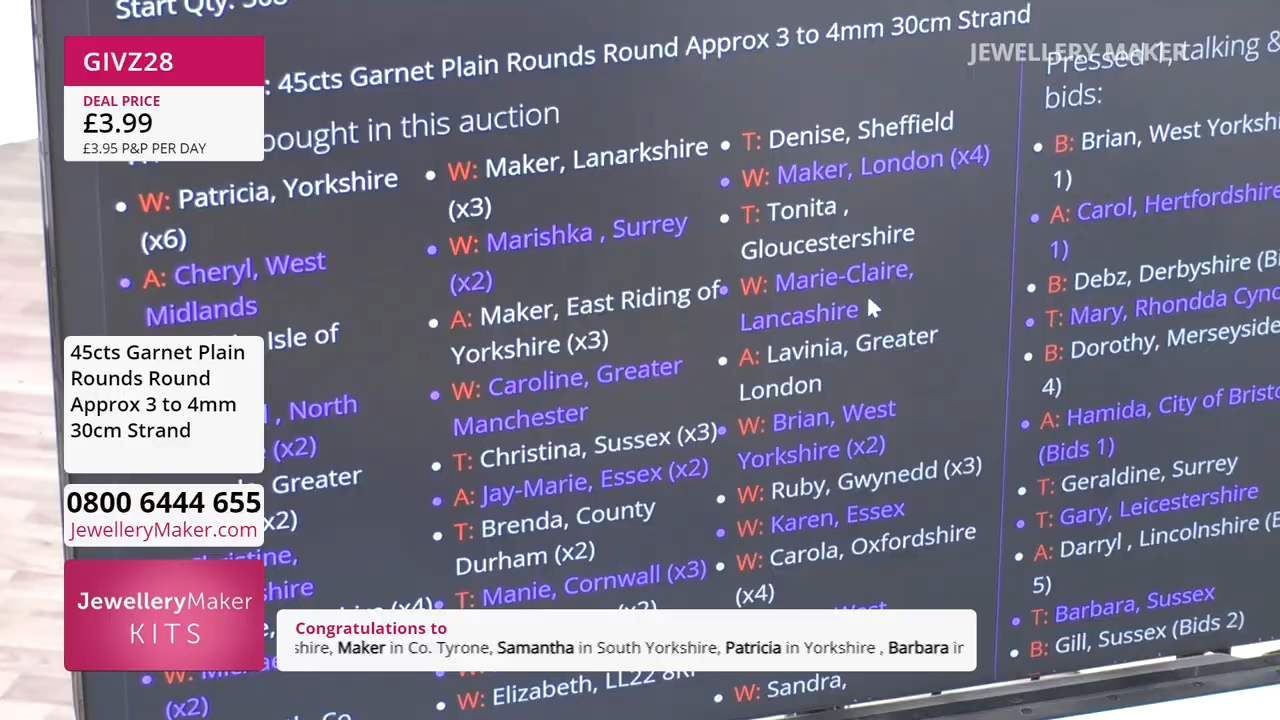 Start Qty:
GIVZ28
DEAL PRICE
£3.99
£3.95 P&P PER DAY
: 45cts Garnet Plain Rounds Round Approx 3 to 4mm 30cm Strand
JEWELLERY MAKER
bought in this auction
W: Patricia, Yorkshire
(x6)
A: Cheryl, West
Midlands
Isle of
, North
(x2)
Greater
x2)
shire
(x4)
W:
(x2)
W: Maker, Lanarkshire
(x3)
W: Marishka , Surrey
(x2)
A: Maker, East Riding of
Yorkshire (x3)
W: Caroline, Greater
Manchester
T: Christina, Sussex (x3)
A: Jay-Marie, Essex (x2)
T: Brenda, County
Durham (x2)
T: Manie, Cornwall (x3)
W: Elizabeth, LL22
T: Denise, Sheffield
W: Maker, London (x4)
T: Tonita ,
Gloucestershire
W: Marie-Claire,
Lancashire
A: Lavinia, Greater
London
W: Brian, West
Yorkshire (x2)
W: Ruby, Gwynedd (x3)
W: Karen, Essex
W: Carola, Oxfordshire
(x4)
West
W: Sandra,
Pressed 1, talking &
bids:
B: Brian, West Yorkshi
1)
A: Carol, Hertfordshire
1)
B: Debz, Derbyshire (B
T: Mary, Rhondda Cyno
B: Dorothy, Merseyside
4)
A: Hamida, City of Bristo
(Bids 1)
T: Geraldine, Surrey
T: Gary, Leicestershire
A: Darryl , Lincolnshire (B
5)
T: Barbara, Sussex
B: Gill, Sussex (Bids 2)
45cts Garnet Plain
Rounds Round
Approx 3 to 4mm
30cm Strand
0800 6444 655
JewelleryMaker.com
JewelleryMaker
KITS
Congratulations to
shire, Maker in Co. Tyrone, Samantha in South Yorkshire, Patricia in Yorkshire , Barbara in